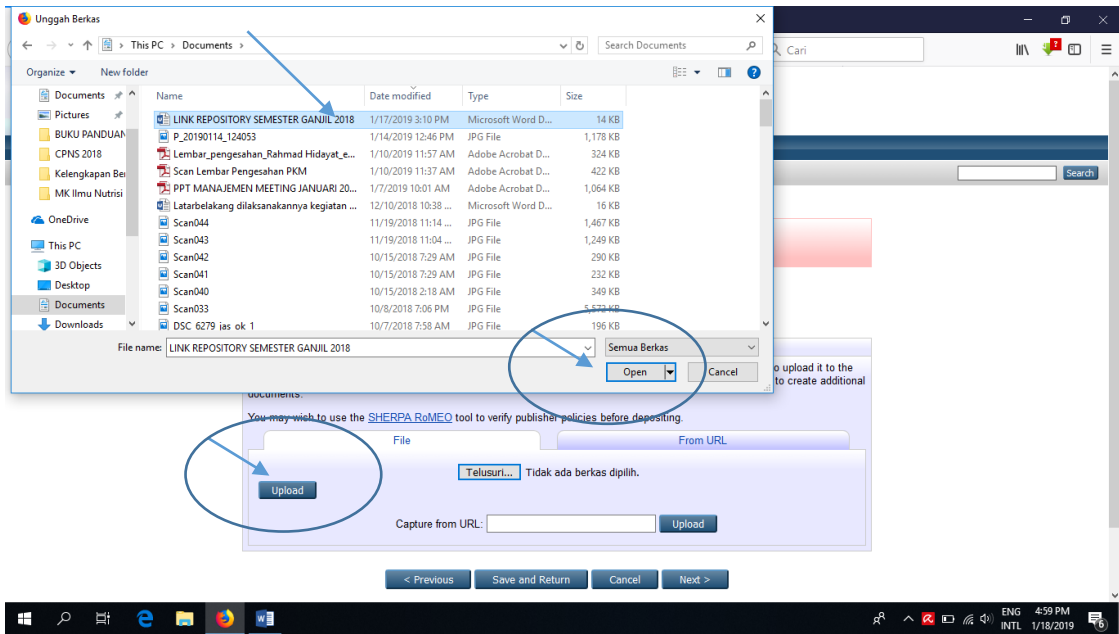 Unggah Berkas
This PC > Documents >
Search Documents
Cari
Organize New folder
Documents
Pictures
BUKU PANDUAN
CPNS 2018
Kelengkapan Ber
MK Ilmu Nutrisi
OneDrive
This PC
3D Objects
Desktop
Documents
Downloads
Name Date modified Type Size
LINK REPOSITORY SEMESTER GANJIL 2018 1/17/2019 3:10 PM Microsoft Word D... 14 KB
P_20190114_124053 1/14/2019 12:46 PM JPG File 1,178 KB
Lembar_pengesahan_Rahmad Hidayat_e... 1/10/2019 11:57 AM Adobe Acrobat D... 324 KB
Scan Lembar Pengesahan PKM 1/10/2019 11:37 AM Adobe Acrobat D... 422 KB
PPT MANAJEMEN MEETING JANUARI 20... 1/7/2019 10:01 AM Adobe Acrobat D... 1,064 KB
Latarbelakang dilaksanakannya kegiatan ... 12/10/2018 10:38 ... Microsoft Word D... 16 KB
Scan044 11/19/2018 11:14 ... JPG File 1,467 KB
Scan043 11/19/2018 11:04 ... JPG File 1,249 KB
Scan042 10/15/2018 7:29 AM JPG File 290 KB
Scan041 10/15/2018 7:29 AM JPG File 232 KB
Scan040 10/15/2018 2:18 AM JPG File 349 KB
Scan033 10/8/2018 7:06 PM JPG File 5,573 KB
DSC_6279_jas_ok_1 10/7/2018 7:58 AM JPG File 196 KB
File name: LINK REPOSITORY SEMESTER GANJIL 2018 Semua Berkas
Open Cancel
Search
o upload it to the
to create additional
documents.
You may wish to use the SHERPA RoMEO tool to verify publisher policies before depositing.
File From URL
Telusuri... Tidak ada berkas dipilih.
Upload
Capture from URL: Upload
< Previous Save and Return Cancel Next >
ENG 4:59 PM
INTL 1/18/2019
6